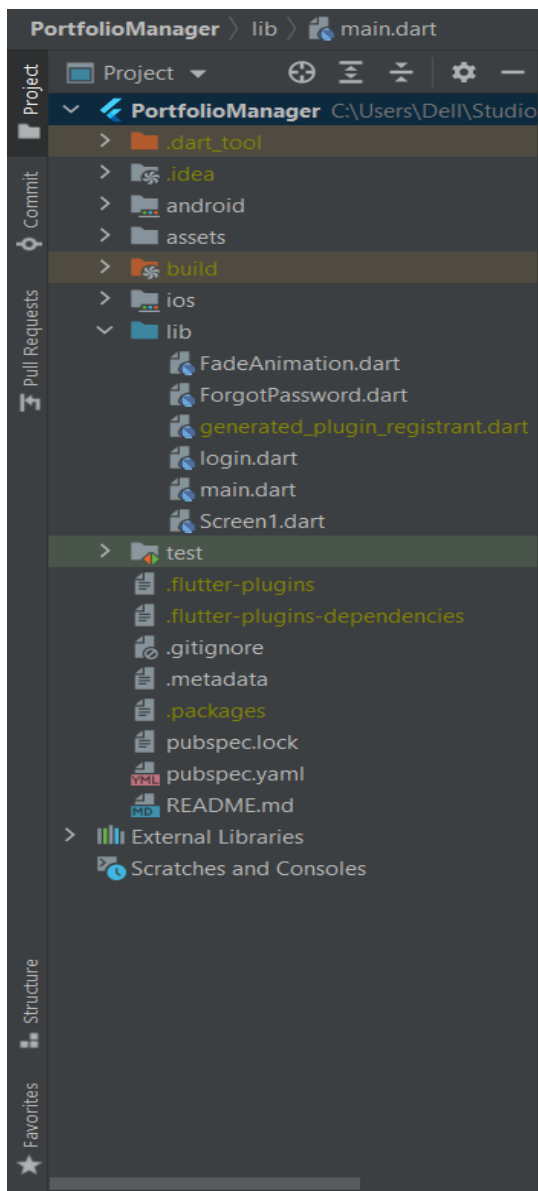 PortfolioManager 〉 lib 〉 main.dart
Project
Project
PortfolioManager C:\Users\Dell\Studio
.dart_tool
.idea
Commit
android
assets
build
Pull Requests
ios
lib
FadeAnimation.dart
ForgotPassword.dart
generated_plugin_registrant.dart
login.dart
main.dart
Screen1.dart
test
.flutter-plugins
.flutter-plugins-dependencies
.gitignore
.metadata
.packages
pubspec.lock
YML pubspec.yaml
MD README.md
External Libraries
Scratches and Consoles
Structure
Favorites